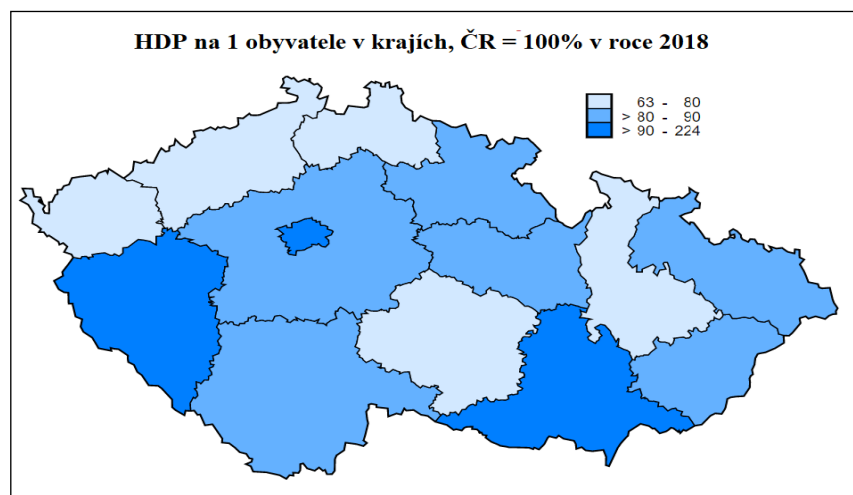 HDP na 1 obyvatele v krajích, ČR = 100% v roce 2018
63 - 80
> 80 - 90
> 90 - 224